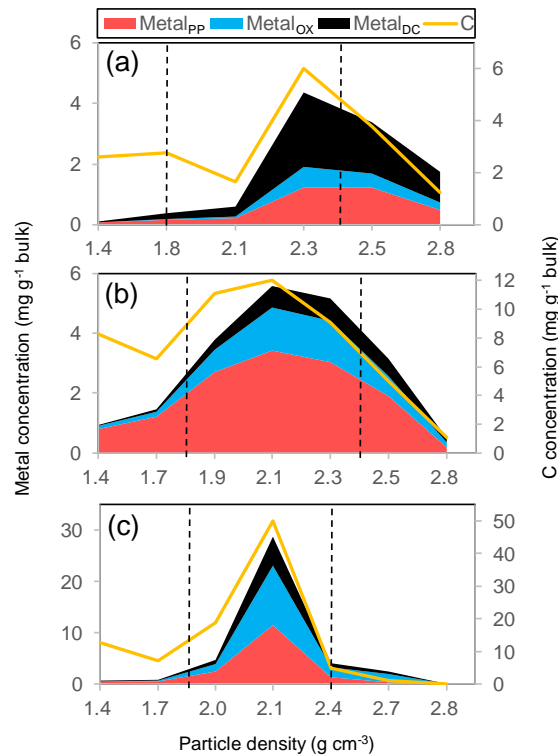 Metal_PP Metal_OX Metal_DC C
(a)
6
4
2
0
6
4
2
0
1.4 1.8 2.1 2.3 2.5 2.8
(b)
6
4
2
0
12
10
8
6
4
2
0
1.4 1.7 1.9 2.1 2.3 2.5 2.8
(c)
30
20
10
0
50
40
30
20
10
0
1.4 1.7 2.0 2.1 2.4 2.7 2.8
Metal concentration (mg g⁻¹ bulk)
C concentration (mg g⁻¹ bulk)
Particle density (g cm⁻³)